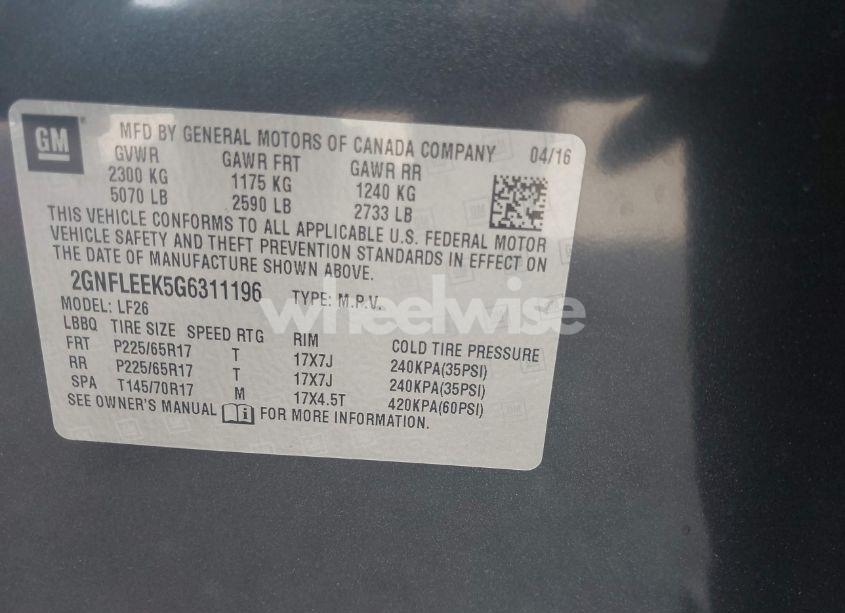 GM
MFD BY GENERAL MOTORS OF CANADA COMPANY 04/16
GVWR GAWR FRT GAWR RR
2300 KG 1175 KG 1240 KG
5070 LB 2590 LB 2733 LB
THIS VEHICLE CONFORMS TO ALL APPLICABLE U.S. FEDERAL MOTOR
VEHICLE SAFETY AND THEFT PREVENTION STANDARDS IN EFFECT ON
THE DATE OF MANUFACTURE SHOWN ABOVE.
2GNFLEEK5G6311196 TYPE: M.P.V.
MODEL: LF26
LBBQ TIRE SIZE SPEED RTG RIM COLD TIRE PRESSURE
FRT P225/65R17 T 17X7J 240KPA(35PSI)
RR P225/65R17 T 17X7J 240KPA(35PSI)
SPA T145/70R17 M 17X4.5T 420KPA(60PSI)
SEE OWNER'S MANUAL FOR MORE INFORMATION.
wheelwise